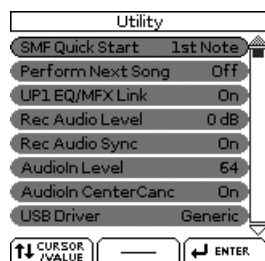 Utility
SMF Quick Start 1st Note
Perform Next Song Off
UP1 EQ/MFX Link On
Rec Audio Level 0 dB
Rec Audio Sync On
AudioIn Level 64
AudioIn CenterCanc On
USB Driver Generic
CURSOR /VALUE ENTER